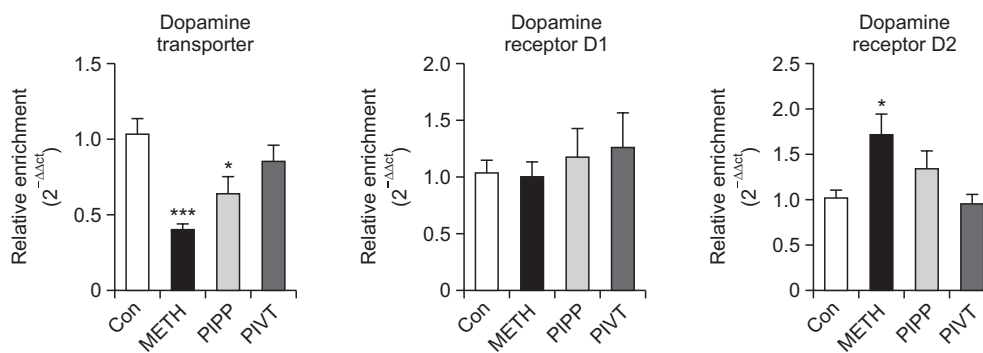 Dopamine
transporter
Relative enrichment
(2⁻ΔΔct)
1.5
1.0
0.5
0
***
*
Con
METH
PIPP
PIVT
Dopamine
receptor D1
Relative enrichment
(2⁻ΔΔct)
2.0
1.5
1.0
0.5
0
Con
METH
PIPP
PIVT
Dopamine
receptor D2
Relative enrichment
(2⁻ΔΔct)
2.5
2.0
1.5
1.0
0.5
0
*
Con
METH
PIPP
PIVT